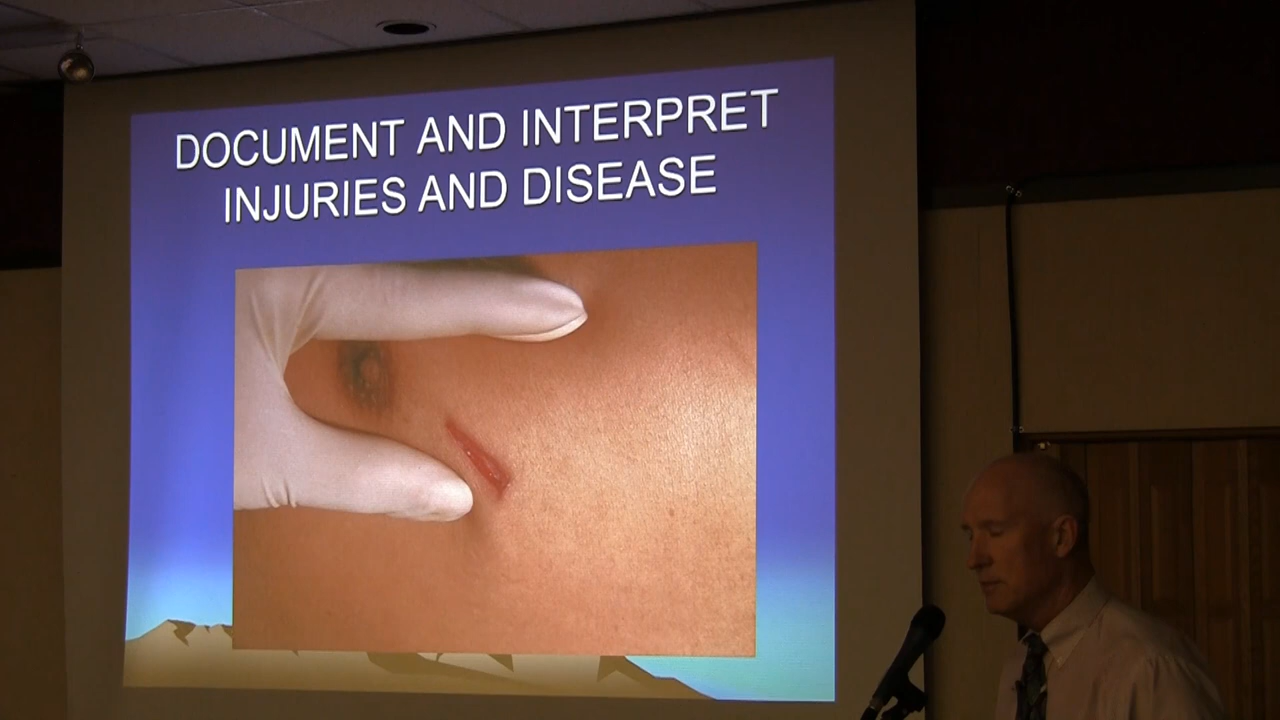 DOCUMENT AND INTERPRET
INJURIES AND DISEASE